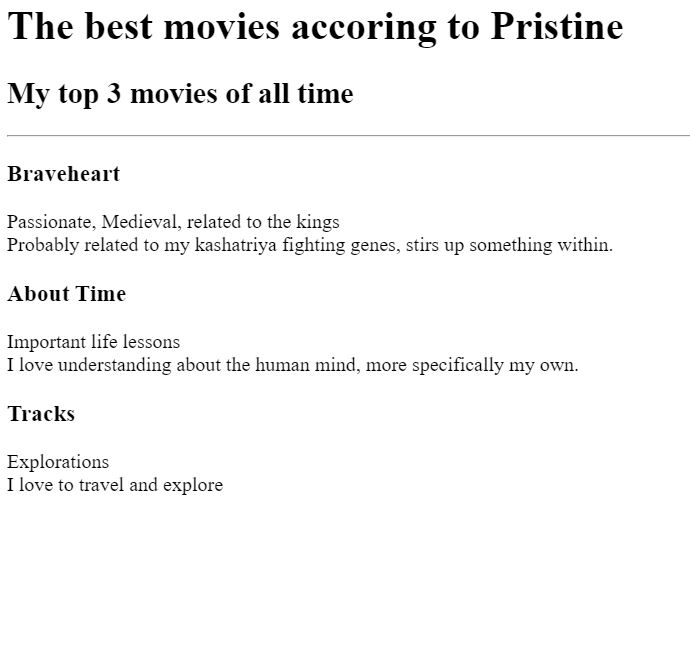 The best movies accoring to Pristine
My top 3 movies of all time
Braveheart
Passionate, Medieval, related to the kings
Probably related to my kashatriya fighting genes, stirs up something within.
About Time
Important life lessons
I love understanding about the human mind, more specifically my own.
Tracks
Explorations
I love to travel and explore